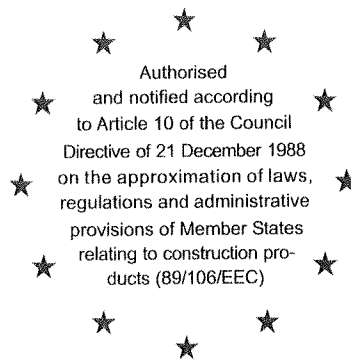 Authorised
and notified according
to Article 10 of the Council
Directive of 21 December 1988
on the approximation of laws,
regulations and administrative
provisions of Member States
relating to construction pro-
ducts (89/106/EEC)